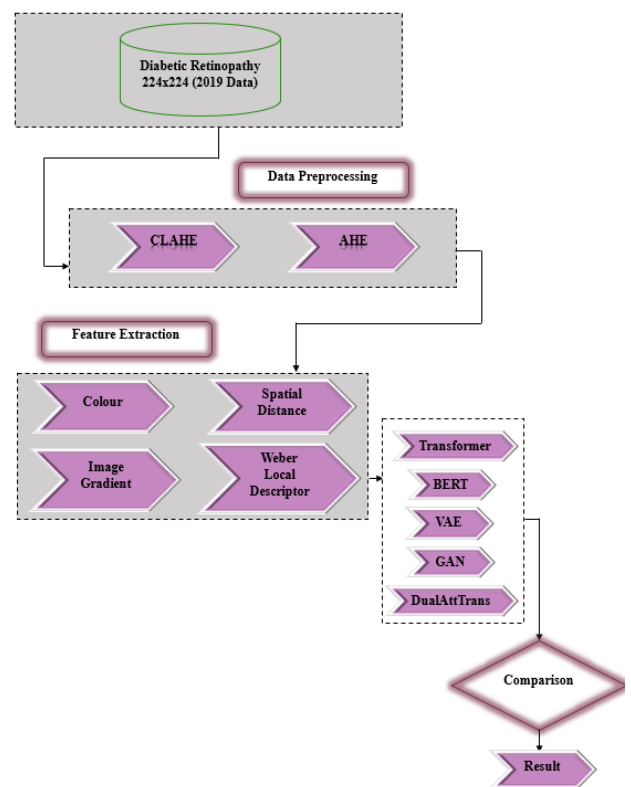 Diabetic Retinopathy
224x224 (2019 Data)
Data Preprocessing
CLAHE
AHE
Feature Extraction
Colour
Spatial
Distance
Image
Gradient
Weber
Local
Descriptor
Transformer
BERT
VAE
GAN
DualAttTrans
Comparison
Result